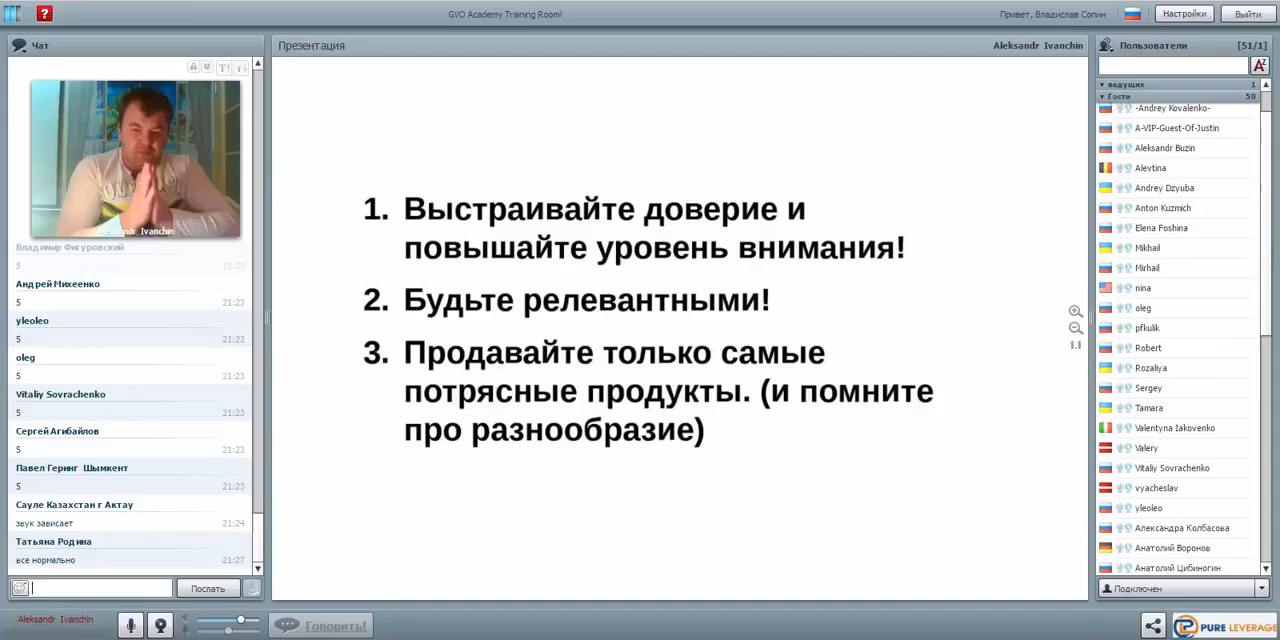 GVO Academy Training Room!
Привет, Владислав Сопин
Настройки
Выйти
Чат
Aleksandr Ivanchin
Владимир Фигуровский
5 21:23
Андрей Михеенко
5 21:23
yleoleo
5 21:23
oleg
5 21:23
Vitaliy Sovrachenko
5 21:23
Сергей Агибайлов
5 21:23
Павел Геринг Шымкент
5 21:23
Сауле Казахстан г Актау
звук зависает 21:24
Татьяна Родина
все нормально 21:27
Послать
Презентация
Aleksandr Ivanchin
1. Выстраивайте доверие и
повышайте уровень внимания!
2. Будьте релевантными!
3. Продавайте только самые
потрясные продукты. (и помните
про разнообразие)
1:1
Пользователи [51/1]
ведущих 1
Гости 50
-Andrey Kovalenko-
A-VIP-Guest-Of-Justin
Aleksandr Buzin
Alevtina
Andrey Dzyuba
Anton Kuzmich
Elena Foshina
Mikhail
Mirhail
nina
oleg
pfkulik
Robert
Rozaliya
Sergey
Tamara
Valentyna Iakovenko
Valery
Vitaliy Sovrachenko
vyacheslav
yleoleo
Александра Колбасова
Анатолий Воронов
Анатолий Цибиногин
Подключен
Aleksandr Ivanchin
Говорить!
PURE LEVERAGE